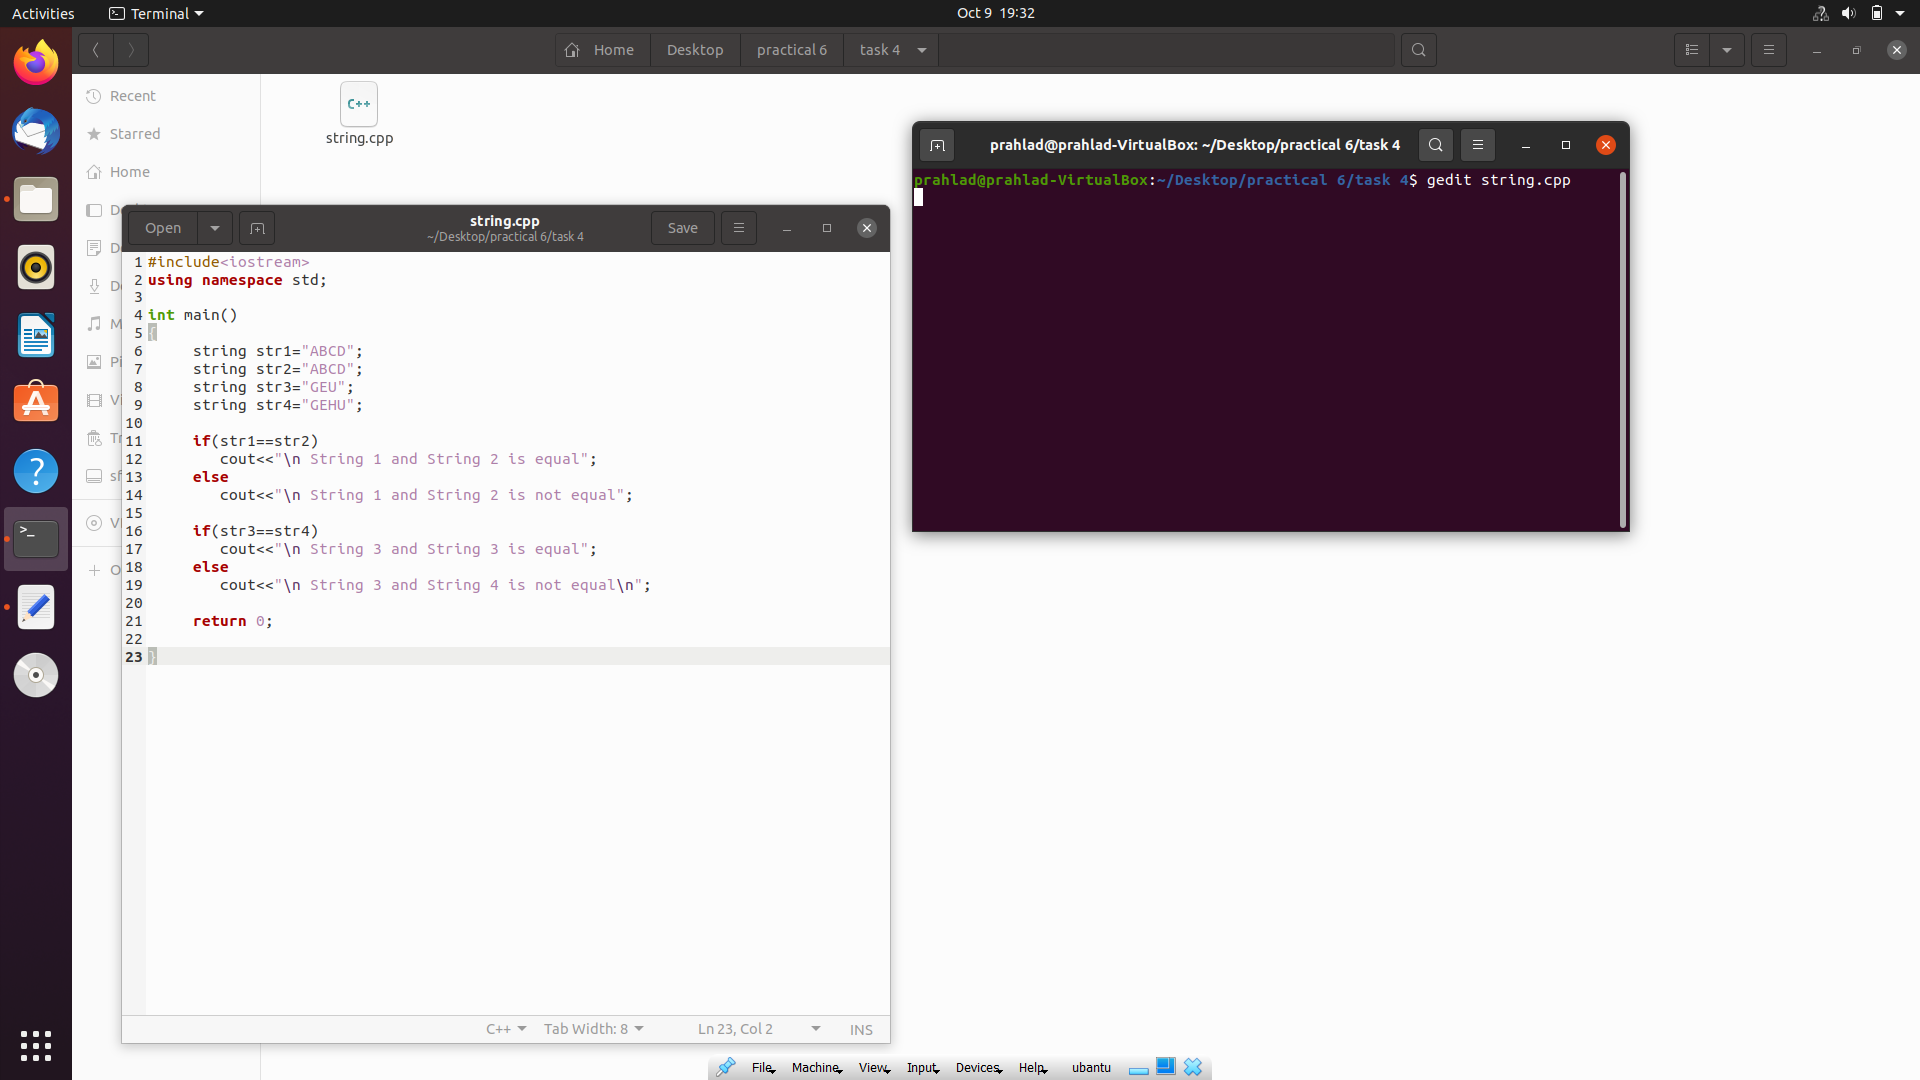 Activities
Terminal
Oct 9 19:32
Home
Desktop
practical 6
task 4
Recent
Starred
Home
string.cpp
prahlad@prahlad-VirtualBox: ~/Desktop/practical 6/task 4
prahlad@prahlad-VirtualBox:~/Desktop/practical 6/task 4$ gedit string.cpp
Open
string.cpp
~/Desktop/practical 6/task 4
Save
1 #include<iostream>
2 using namespace std;
3
4 int main()
5 {
6 string str1="ABCD";
7 string str2="ABCD";
8 string str3="GEU";
9 string str4="GEHU";
10
11 if(str1==str2)
12 cout<<"\n String 1 and String 2 is equal";
13 else
14 cout<<"\n String 1 and String 2 is not equal";
15
16 if(str3==str4)
17 cout<<"\n String 3 and String 3 is equal";
18 else
19 cout<<"\n String 3 and String 4 is not equal\n";
20
21 return 0;
22
23 }
C++
Tab Width: 8
Ln 23, Col 2
INS
File
Machine
View
Input
Devices
Help
ubantu